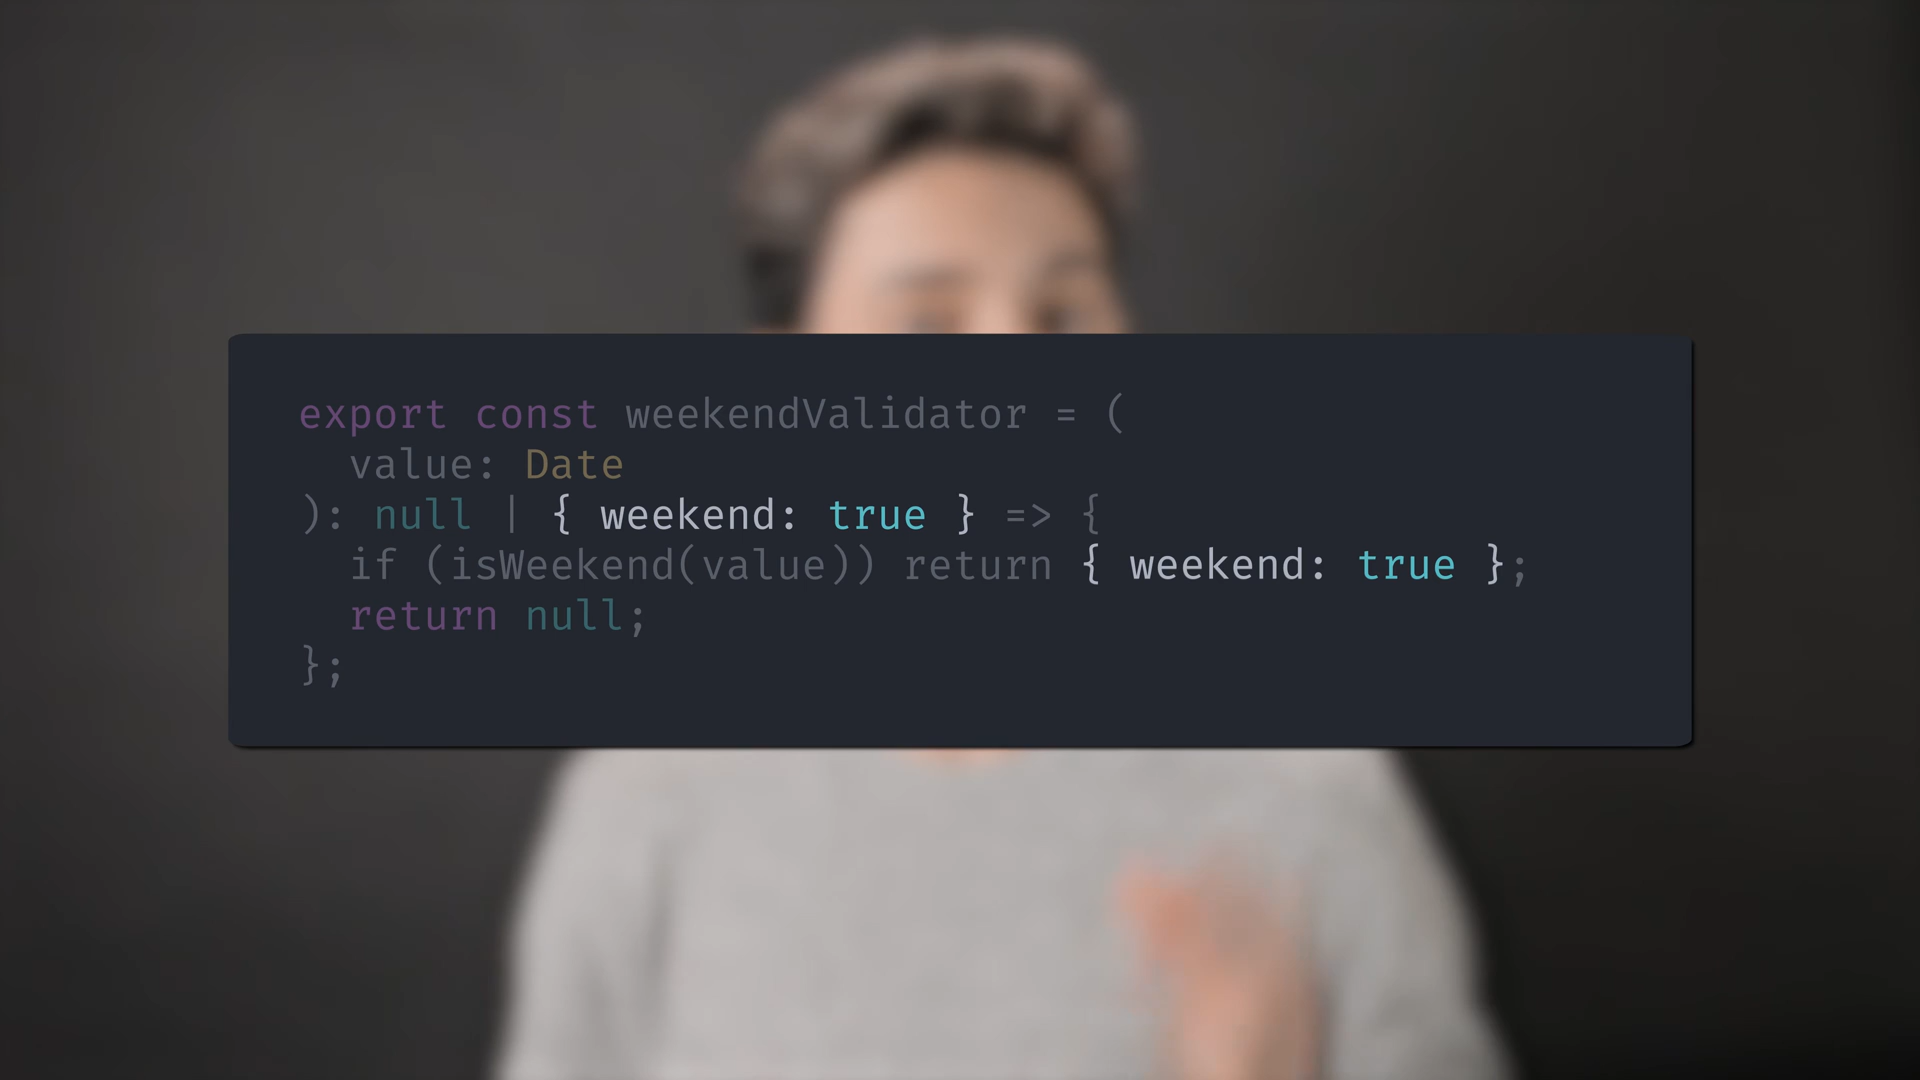 export const weekendValidator = (
  value: Date
): null | { weekend: true } => {
  if (isWeekend(value)) return { weekend: true };
  return null;
};